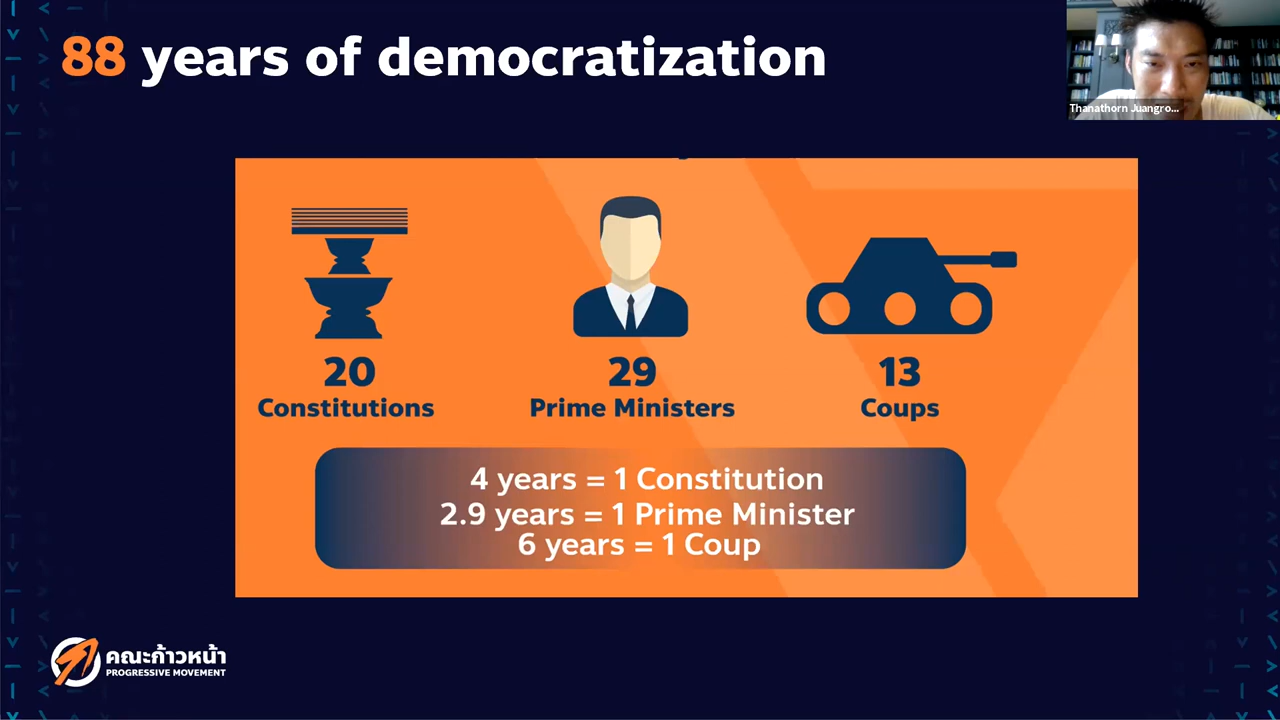 88 years of democratization
Thanathorn Juangro...
20
Constitutions
29
Prime Ministers
13
Coups
4 years = 1 Constitution
2.9 years = 1 Prime Minister
6 years = 1 Coup
คณะก้าวหน้า
PROGRESSIVE MOVEMENT